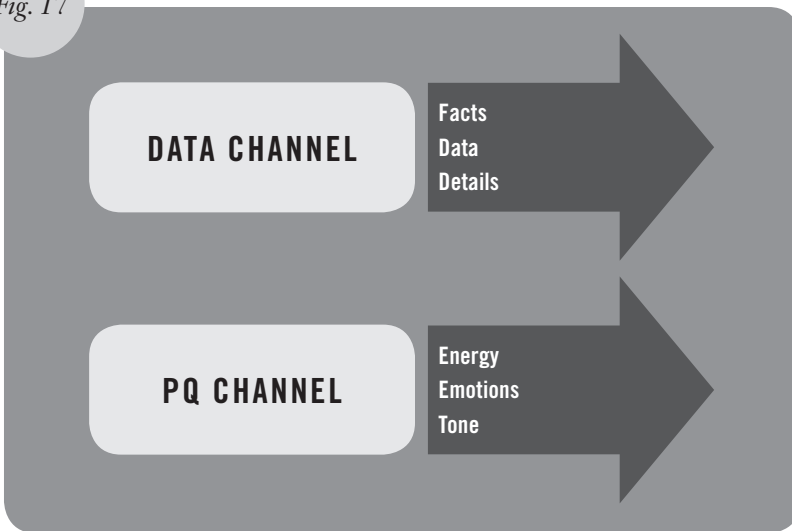 Fig. 17
DATA CHANNEL
Facts
Data
Details
PQ CHANNEL
Energy
Emotions
Tone